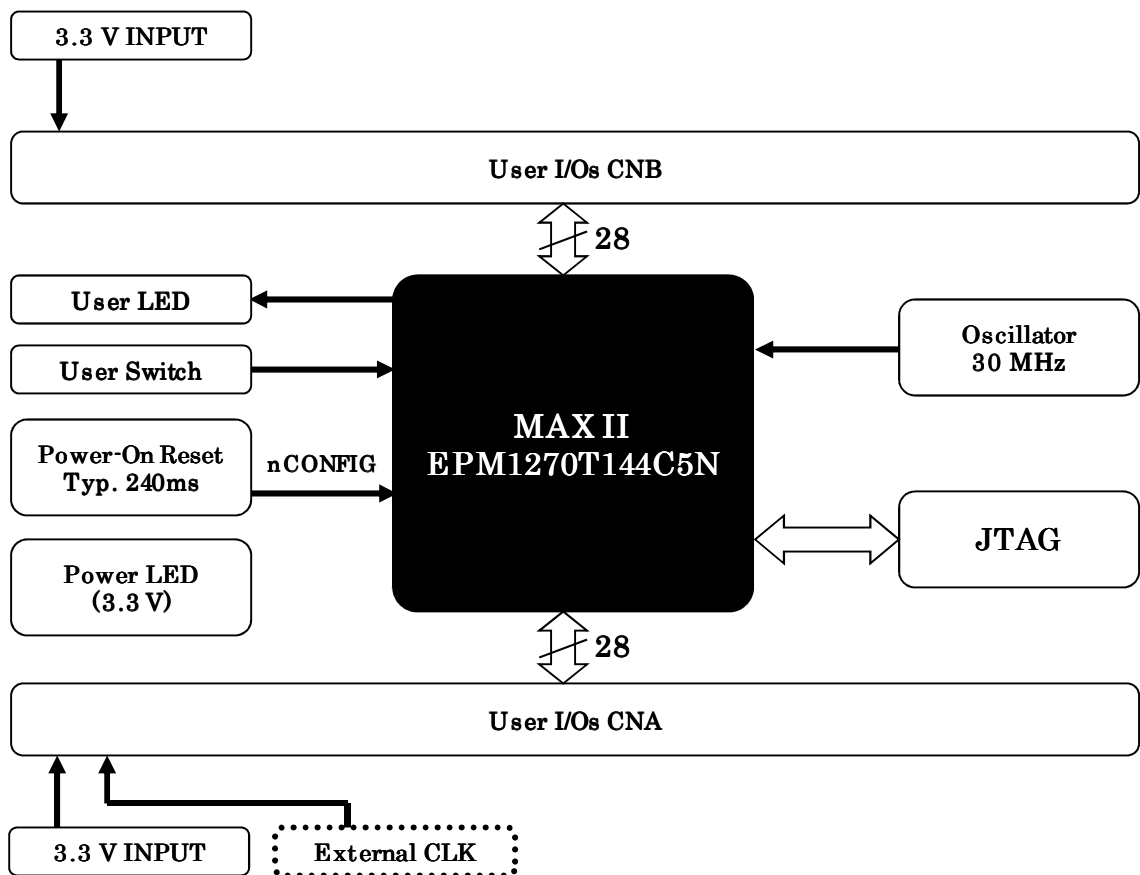 3.3 V INPUT
User I/Os CNB
28
User LED
User Switch
Oscillator
30 MHz
Power-On Reset
Typ. 240ms
nCONFIG
MAX II
EPM1270T144C5N
JTAG
Power LED
(3.3 V)
28
User I/Os CNA
3.3 V INPUT
External CLK